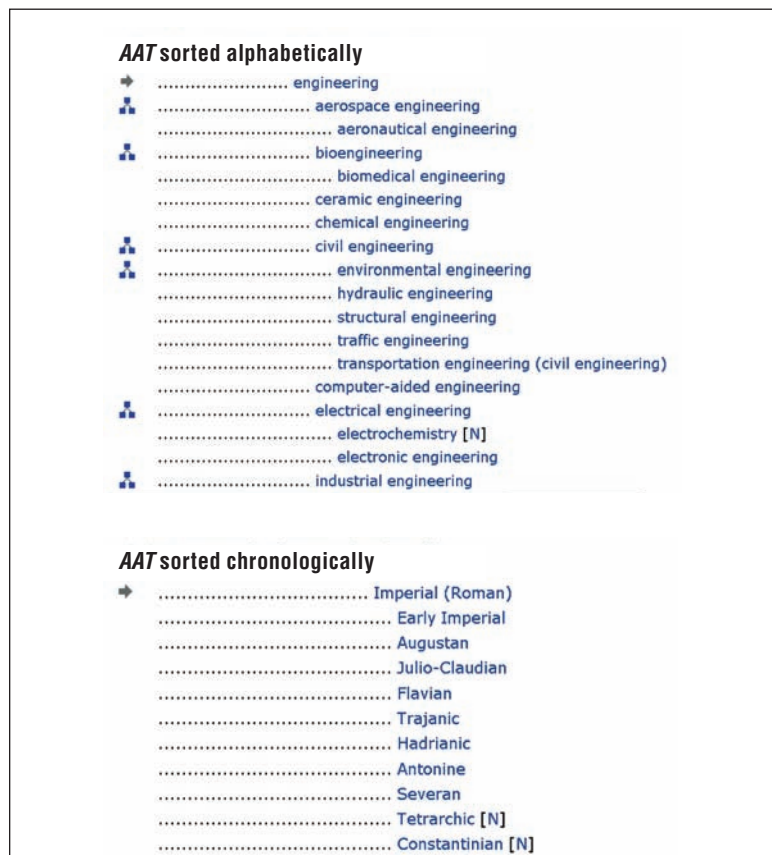 AAT sorted alphabetically
........................ engineering
............................ aerospace engineering
................................ aeronautical engineering
............................ bioengineering
................................ biomedical engineering
............................ ceramic engineering
............................ chemical engineering
............................ civil engineering
................................ environmental engineering
................................ hydraulic engineering
................................ structural engineering
................................ traffic engineering
................................ transportation engineering (civil engineering)
............................ computer-aided engineering
............................ electrical engineering
................................ electrochemistry [N]
................................ electronic engineering
............................ industrial engineering
AAT sorted chronologically
.................................... Imperial (Roman)
........................................ Early Imperial
........................................ Augustan
........................................ Julio-Claudian
........................................ Flavian
........................................ Trajanic
........................................ Hadrianic
........................................ Antonine
........................................ Severan
........................................ Tetrarchic [N]
........................................ Constantinian [N]